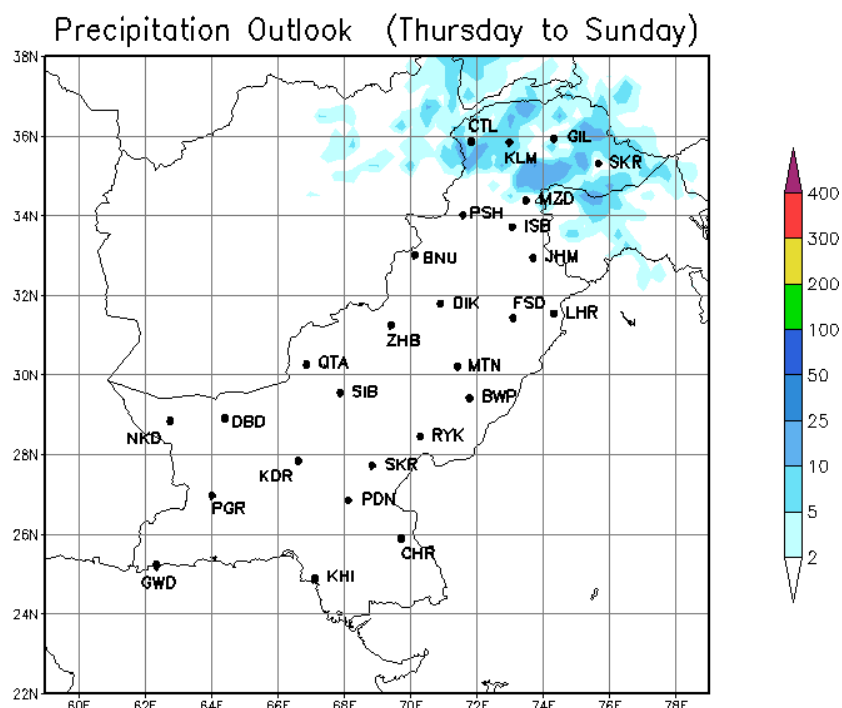 Precipitation Outlook (Thursday to Sunday)
38N
36N
34N
32N
30N
28N
26N
24N
22N
60E
62E
64E
66E
68E
70E
72E
74E
76E
78E
CTL
GIL
KLM
SKR
MZD
PSH
ISB
BNU
JHM
DIK
FSD
LHR
ZHB
QTA
MTN
SIB
BWP
DBD
NKD
RYK
KDR
SKR
PGR
PDN
CHR
GWD
KHI
400
300
200
100
50
25
10
5
2